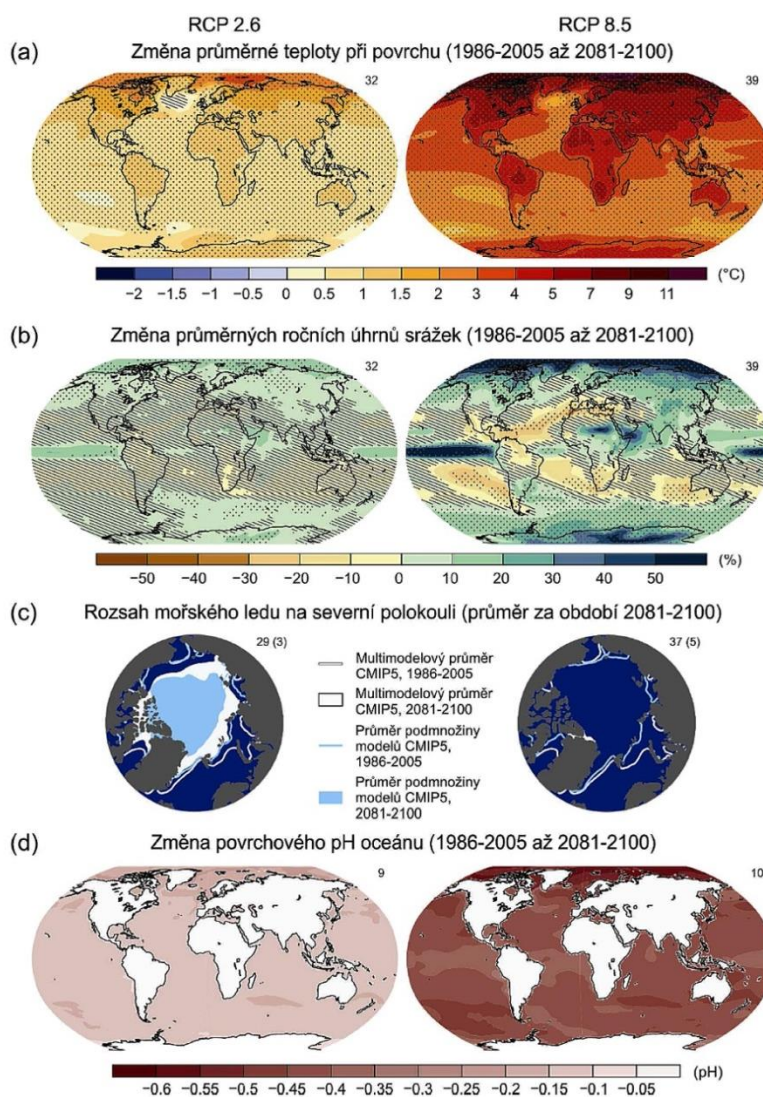 RCP 2.6
RCP 8.5
(a) Změna průměrné teploty při povrchu (1986-2005 až 2081-2100)
32
39
(°C)
−2 −1.5 −1 −0.5 0 0.5 1 1.5 2 3 4 5 7 9 11
(b) Změna průměrných ročních úhrnů srážek (1986-2005 až 2081-2100)
32
39
(%)
−50 −40 −30 −20 −10 0 10 20 30 40 50
(c) Rozsah mořského ledu na severní polokouli (průměr za období 2081-2100)
29 (3)
37 (5)
Multimodelový průměr
CMIP5, 1986-2005
Multimodelový průměr
CMIP5, 2081-2100
Průměr podmnožiny
modelů CMIP5,
1986-2005
Průměr podmnožiny
modelů CMIP5,
2081-2100
(d) Změna povrchového pH oceánu (1986-2005 až 2081-2100)
9
10
(pH)
−0.6 −0.55 −0.5 −0.45 −0.4 −0.35 −0.3 −0.25 −0.2 −0.15 −0.1 −0.05